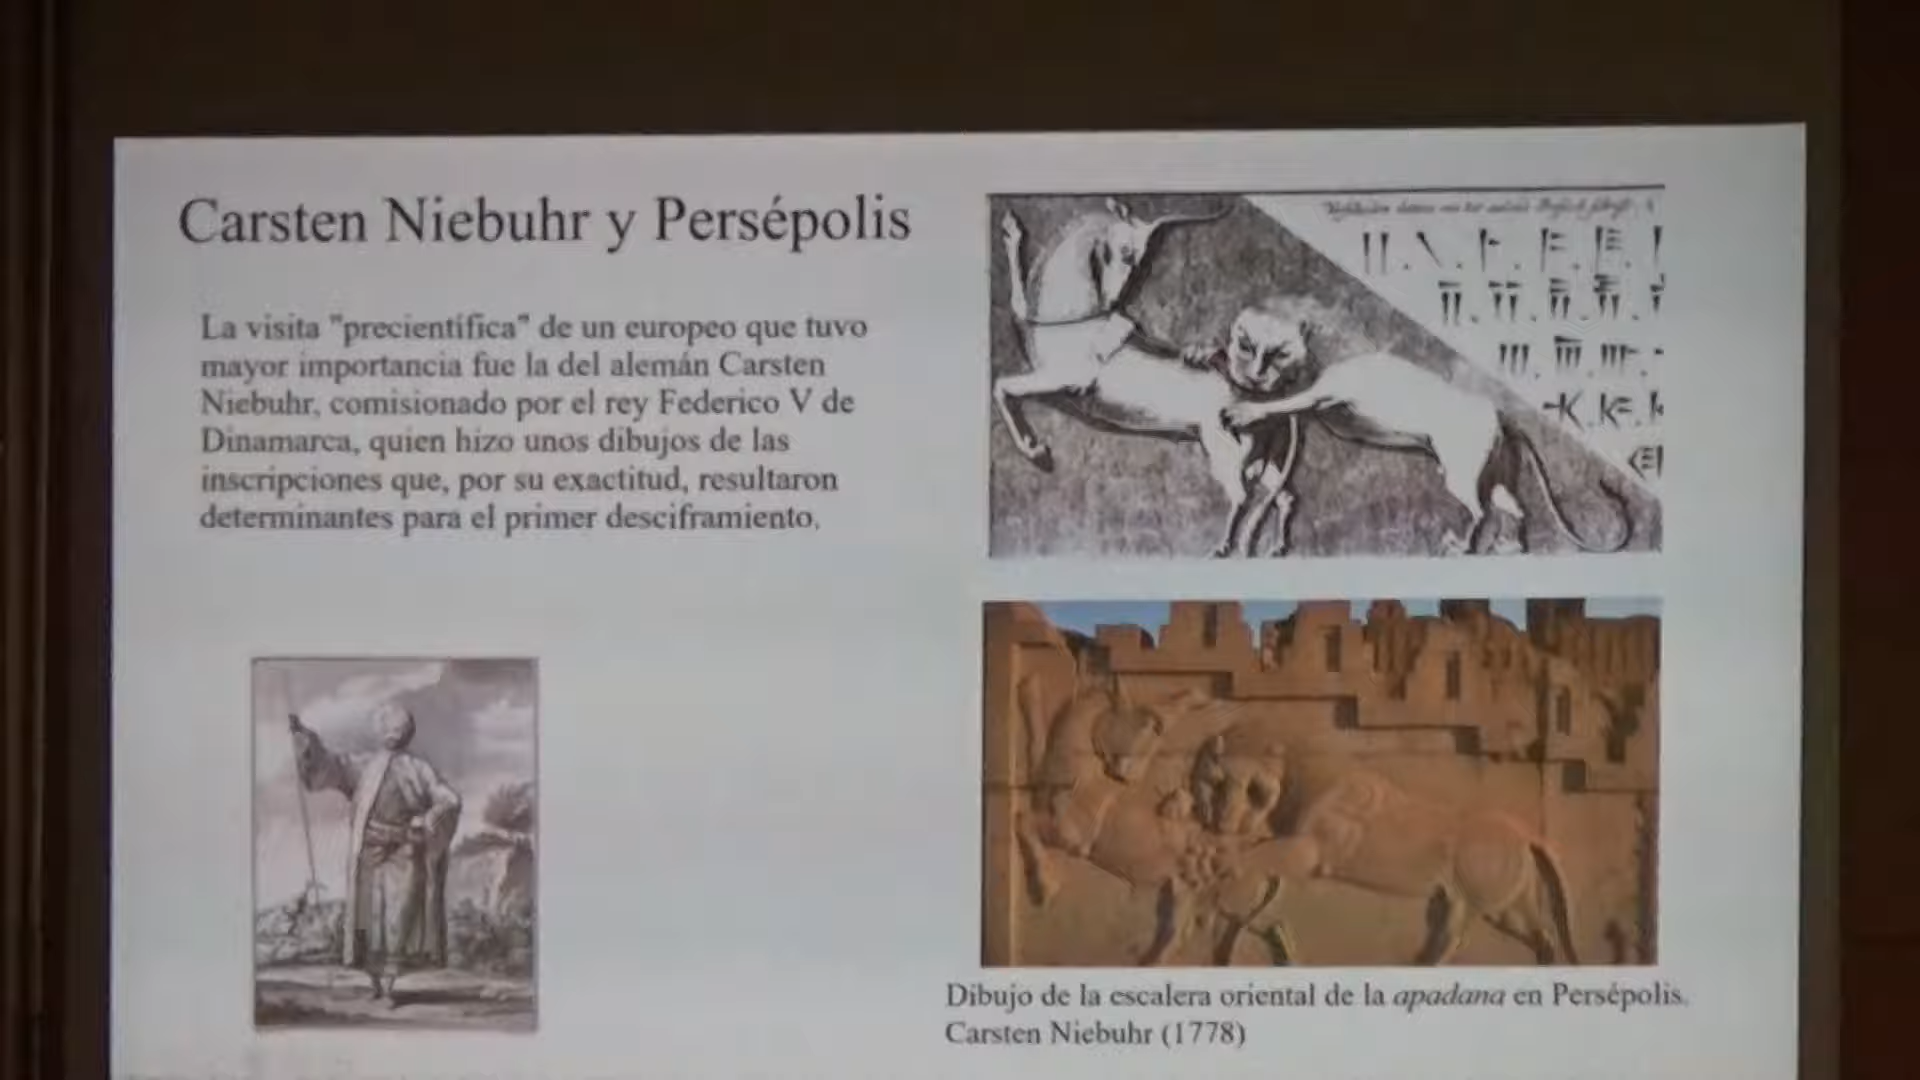 Carsten Niebuhr y Persépolis
La visita "precientífica" de un europeo que tuvo
mayor importancia fue la del alemán Carsten
Niebuhr, comisionado por el rey Federico V de
Dinamarca, quien hizo unos dibujos de las
inscripciones que, por su exactitud, resultaron
determinantes para el primer desciframiento.
Dibujo de la escalera oriental de la apadana en Persépolis.
Carsten Niebuhr (1778)